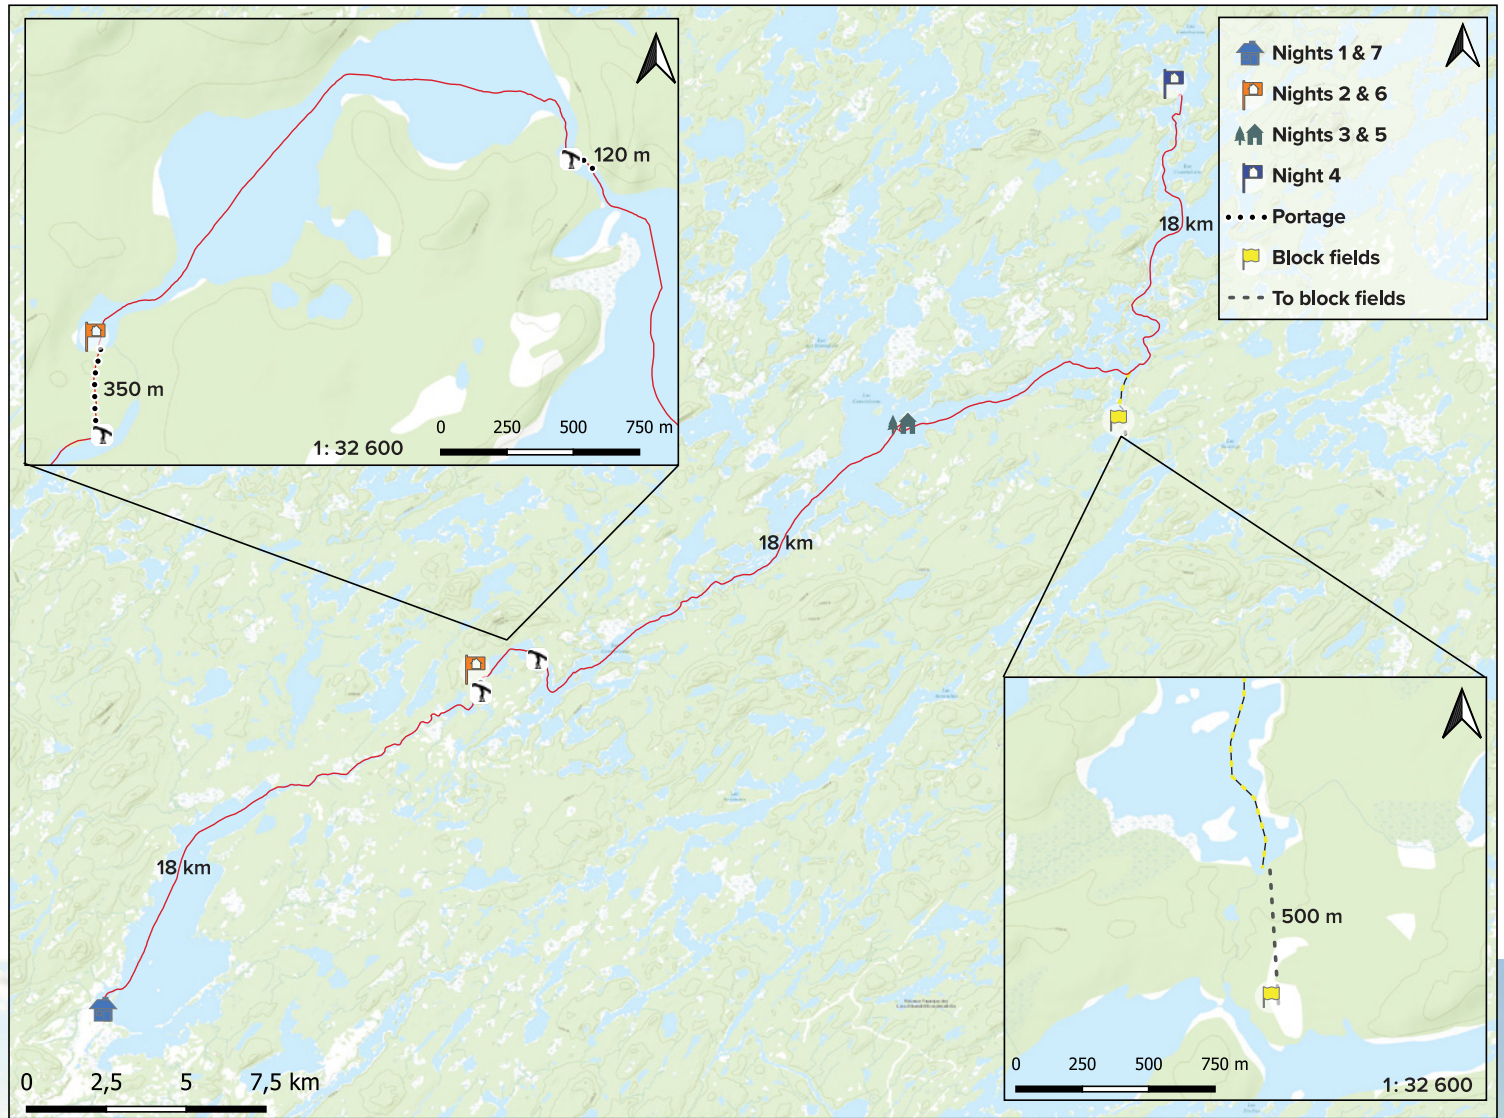 Nights 1 & 7
Nights 2 & 6
Nights 3 & 5
Night 4
Portage
Block fields
To block fields
120 m
350 m
1: 32 600
0 250 500 750 m
18 km
18 km
18 km
500 m
0 250 500 750 m
1: 32 600
0 2,5 5 7,5 km